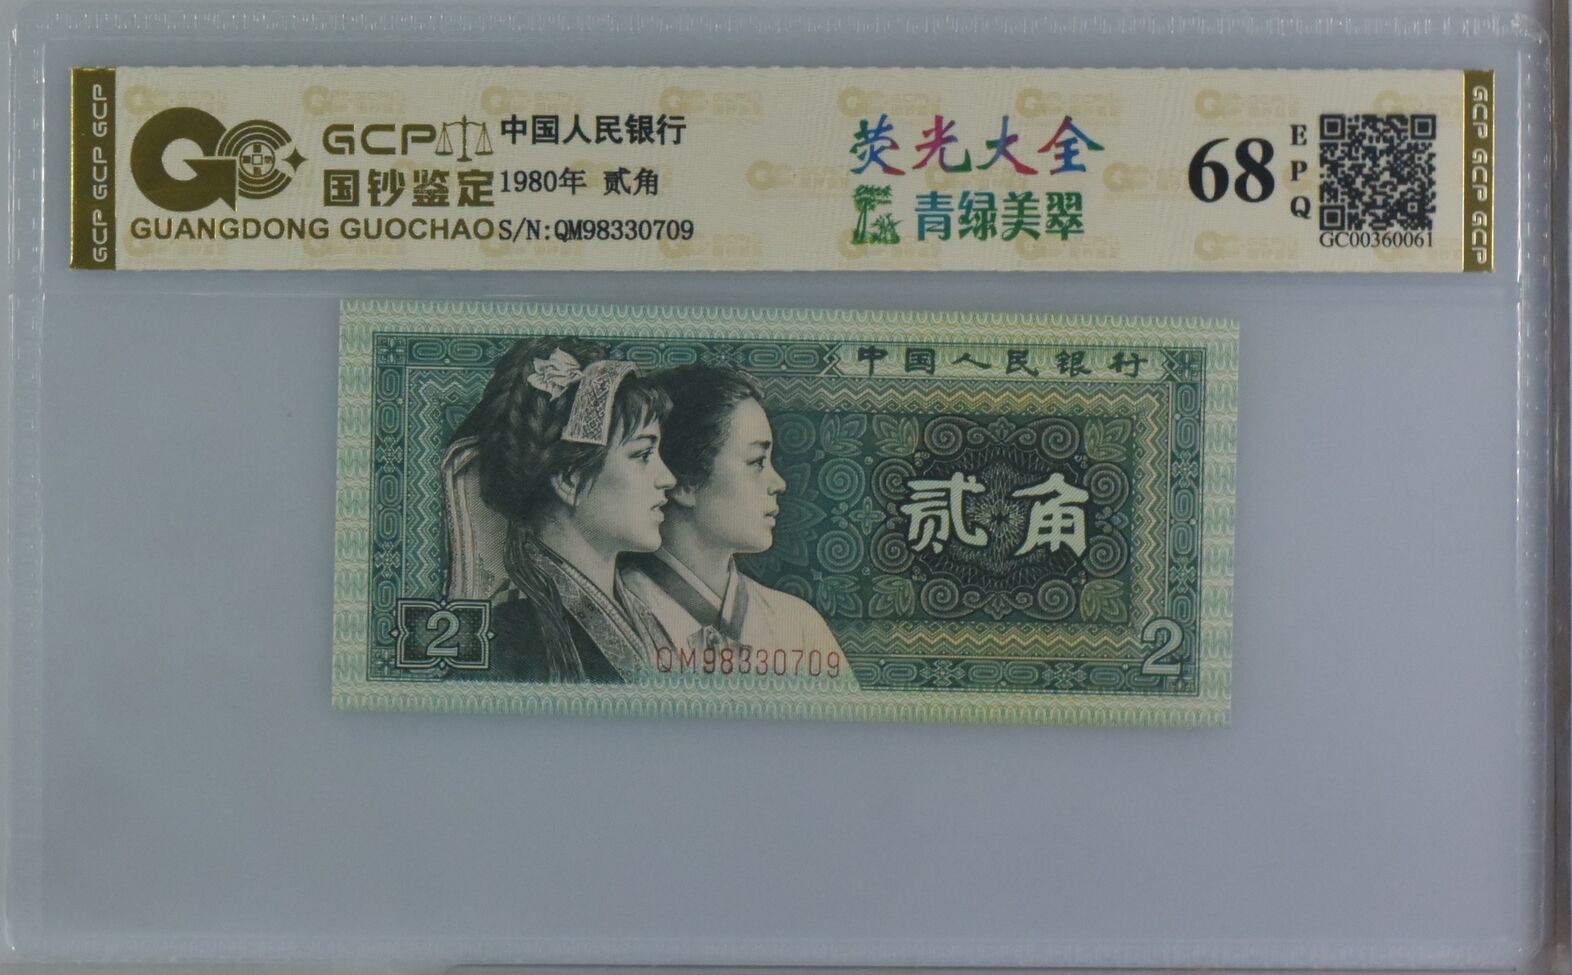 GCP GCP GCP
GCP
国钞鉴定
GUANGDONG GUOCHAO
中国人民银行
1980年 贰角
S/N:QM98330709
荧光大全
青绿美翠
68
EPQ
GC00360061
GCP GCP GCP
中国人民银行
贰角
2
QM98330709
2